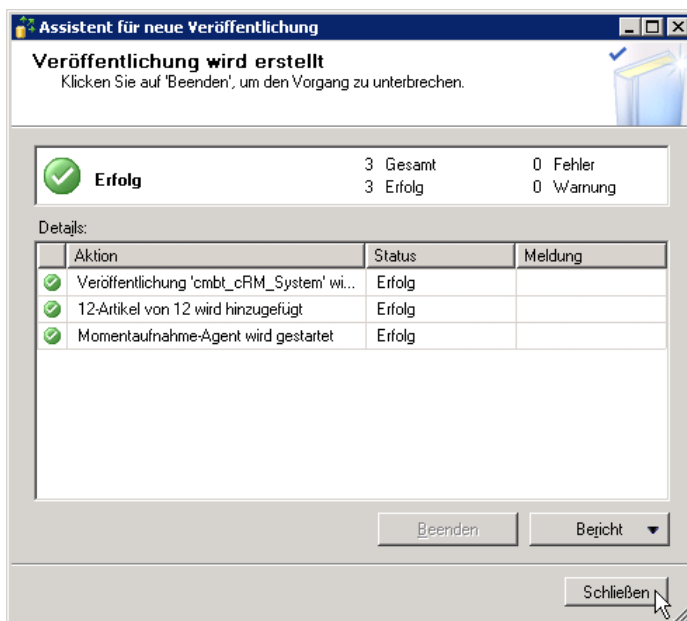 Assistent für neue Veröffentlichung
Veröffentlichung wird erstellt
Klicken Sie auf 'Beenden', um den Vorgang zu unterbrechen.
Erfolg
3 Gesamt 0 Fehler
3 Erfolg 0 Warnung
Details:
Aktion Status Meldung
Veröffentlichung 'cmbt_cRM_System' wi... Erfolg
12-Artikel von 12 wird hinzugefügt Erfolg
Momentaufnahme-Agent wird gestartet Erfolg
Beenden Bericht
Schließen